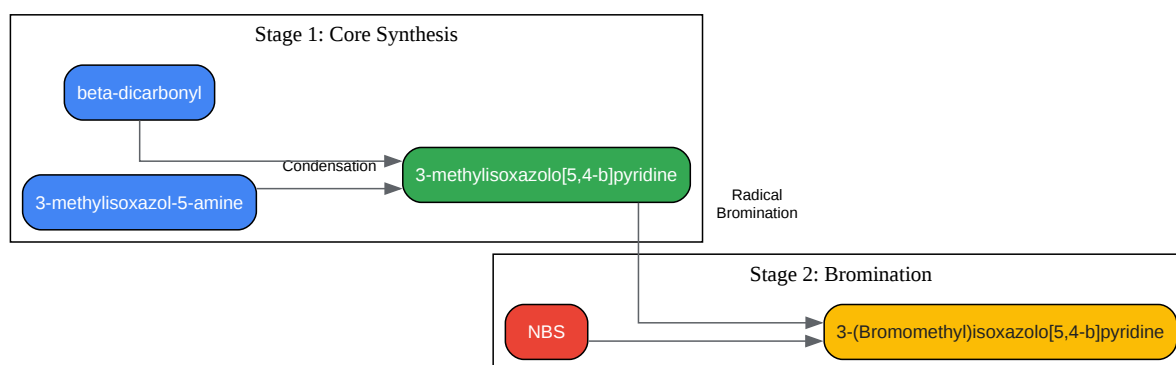 Stage 1: Core Synthesis
beta-dicarbonyl
Condensation
3-methylisoxazolo[5,4-b]pyridine
3-methylisoxazol-5-amine
Radical
Bromination
Stage 2: Bromination
NBS
3-(Bromomethyl)isoxazolo[5,4-b]pyridine